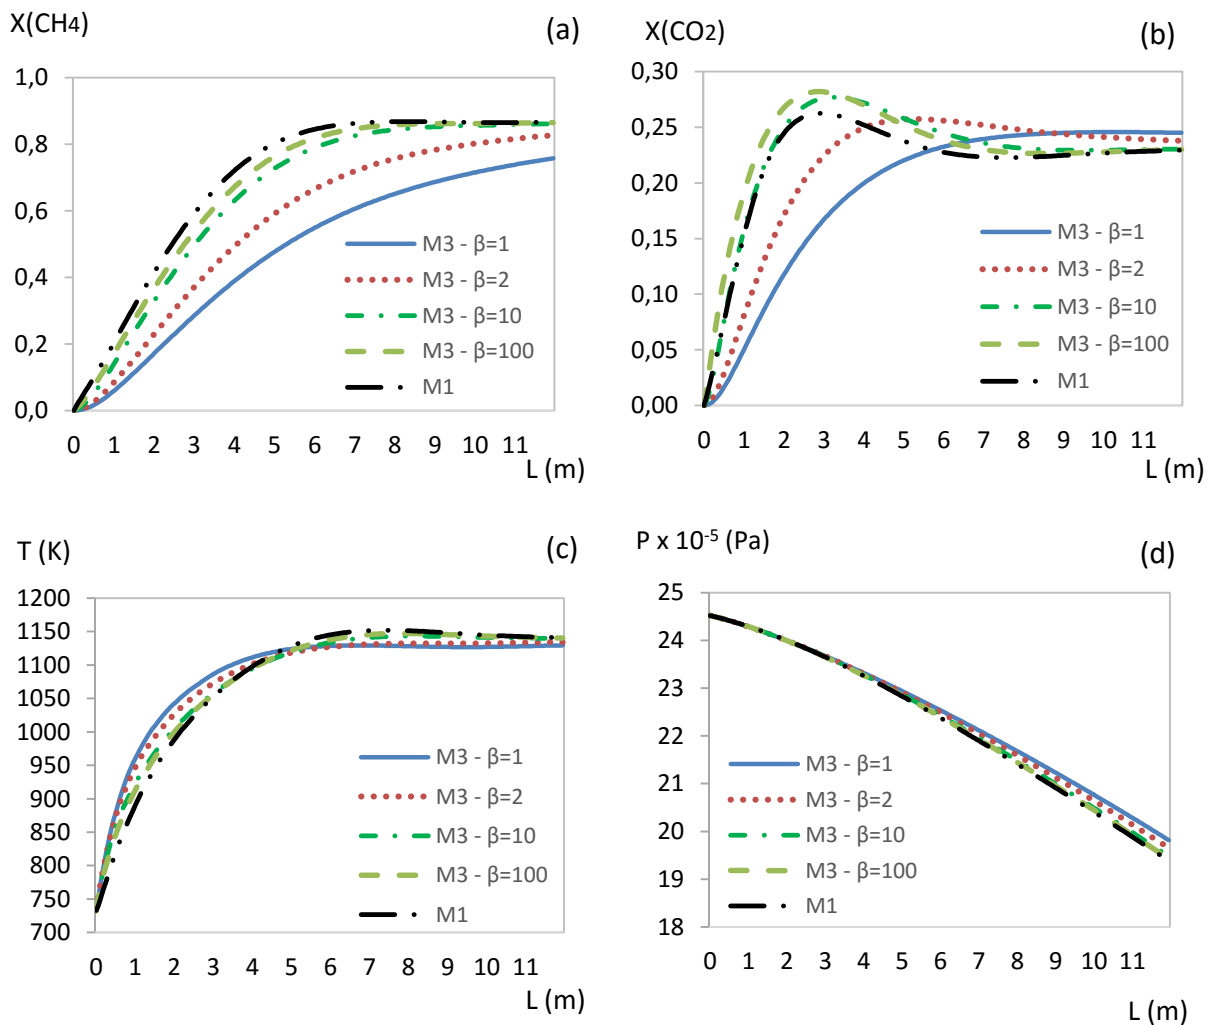 X(CH4)
(a)
1,0
0,8
0,6
0,4
0,2
0,0
0 1 2 3 4 5 6 7 8 9 10 11
L (m)
M3 - β=1
M3 - β=2
M3 - β=10
M3 - β=100
M1
X(CO2)
(b)
0,30
0,25
0,20
0,15
0,10
0,05
0,00
0 1 2 3 4 5 6 7 8 9 10 11
L (m)
M3 - β=1
M3 - β=2
M3 - β=10
M3 - β=100
M1
T (K)
(c)
1200
1150
1100
1050
1000
950
900
850
800
750
700
0 1 2 3 4 5 6 7 8 9 10 11
L (m)
M3 - β=1
M3 - β=2
M3 - β=10
M3 - β=100
M1
P x 10⁻⁵ (Pa)
(d)
25
24
23
22
21
20
19
18
0 1 2 3 4 5 6 7 8 9 10 11
L (m)
M3 - β=1
M3 - β=2
M3 - β=10
M3 - β=100
M1